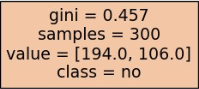 gini = 0.457
samples = 300
value = [194.0, 106.0]
class = no